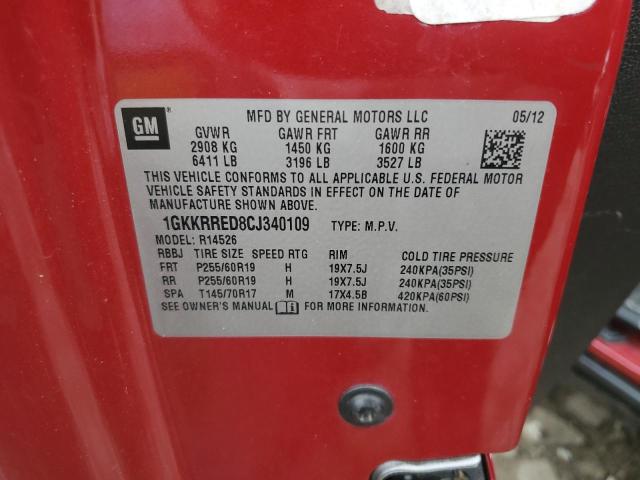 GM®
MFD BY GENERAL MOTORS LLC 05/12
GVWR GAWR FRT GAWR RR
2908 KG 1450 KG 1600 KG
6411 LB 3196 LB 3527 LB
THIS VEHICLE CONFORMS TO ALL APPLICABLE U.S. FEDERAL MOTOR
VEHICLE SAFETY STANDARDS IN EFFECT ON THE DATE OF
MANUFACTURE SHOWN ABOVE.
1GKKRRED8CJ340109 TYPE: M.P.V.
MODEL: R14526
RBBJ TIRE SIZE SPEED RTG RIM COLD TIRE PRESSURE
FRT P255/60R19 H 19X7.5J 240KPA(35PSI)
RR P255/60R19 H 19X7.5J 240KPA(35PSI)
SPA T145/70R17 M 17X4.5B 420KPA(60PSI)
SEE OWNER'S MANUAL FOR MORE INFORMATION